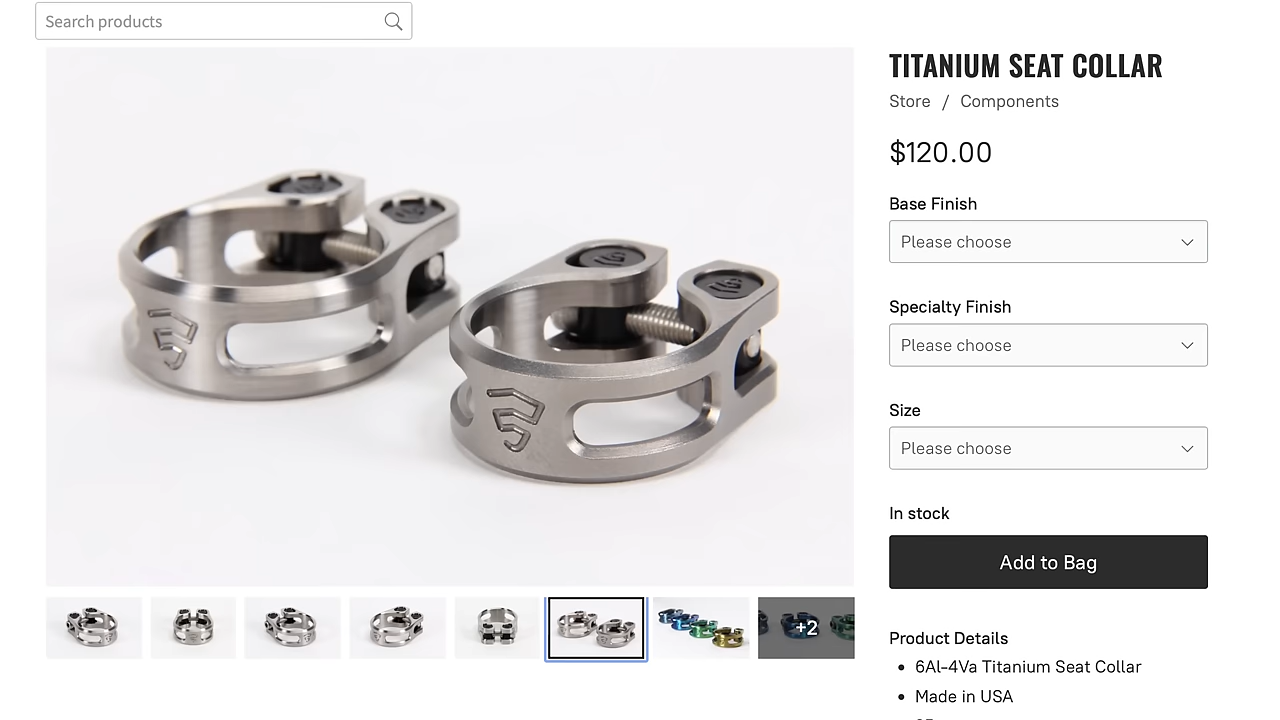 Search products
TITANIUM SEAT COLLAR
Store / Components
$120.00
Base Finish
Please choose
Specialty Finish
Please choose
Size
Please choose
In stock
Add to Bag
+2
Product Details
6Al-4Va Titanium Seat Collar
Made in USA